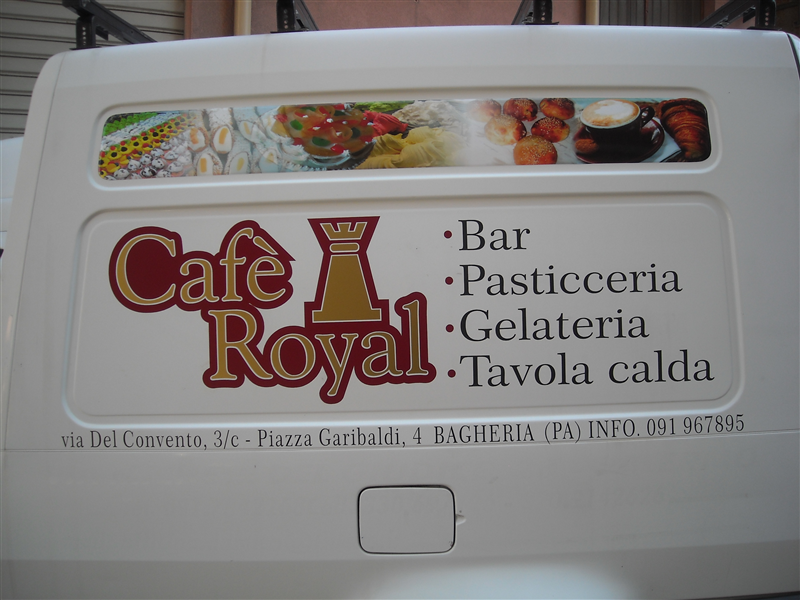 Cafè
Royal
·Bar
·Pasticceria
·Gelateria
·Tavola calda
via Del Convento, 3/c - Piazza Garibaldi, 4 BAGHERIA (PA) INFO. 091 967895